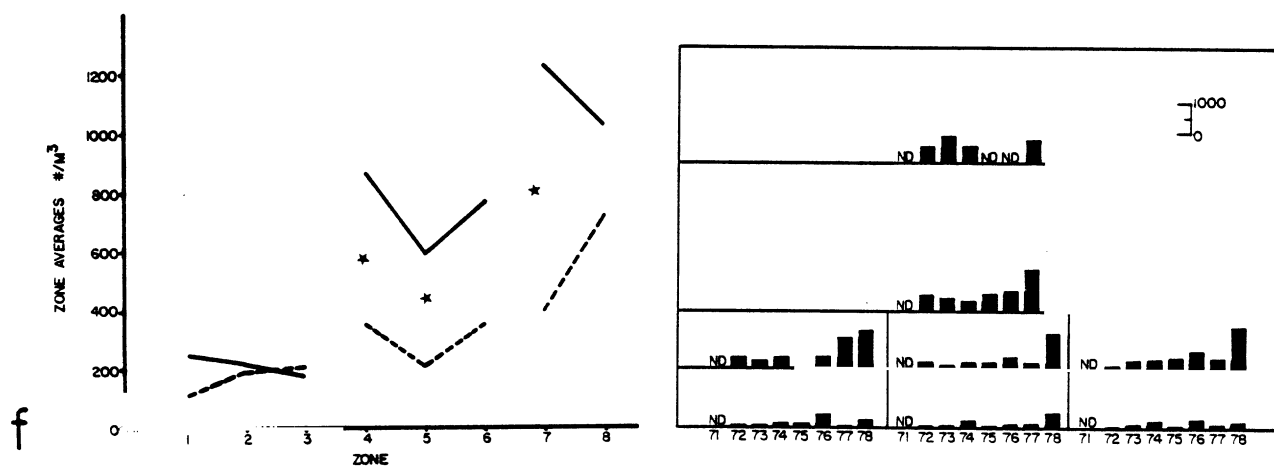 1200
1000
800
600
400
200
0
ZONE AVERAGES #/M³
1 2 3 4 5 6 7 8
ZONE
f
1000
0
ND ND ND
ND
ND ND ND
ND ND ND
71 72 73 74 75 76 77 78 71 72 73 74 75 76 77 78 71 72 73 74 75 76 77 78